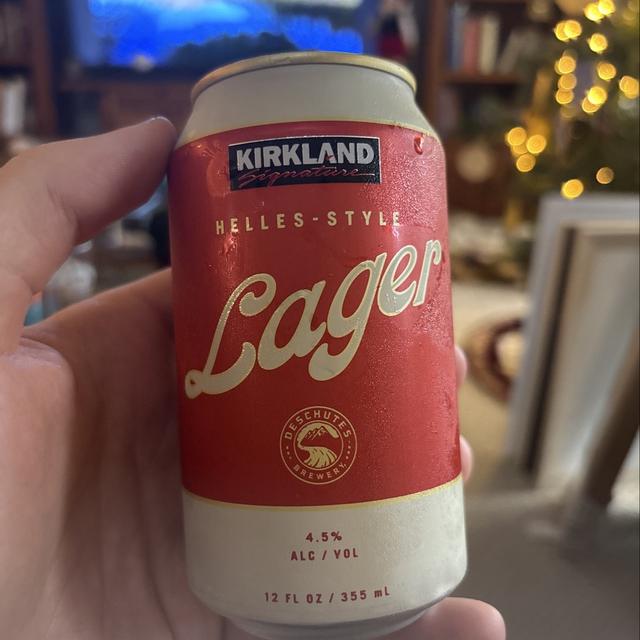 KIRKLAND
Signature
HELLES-STYLE
Lager
DESCHUTES
BREWERY
4.5%
ALC / VOL
12 FL OZ / 355 mL